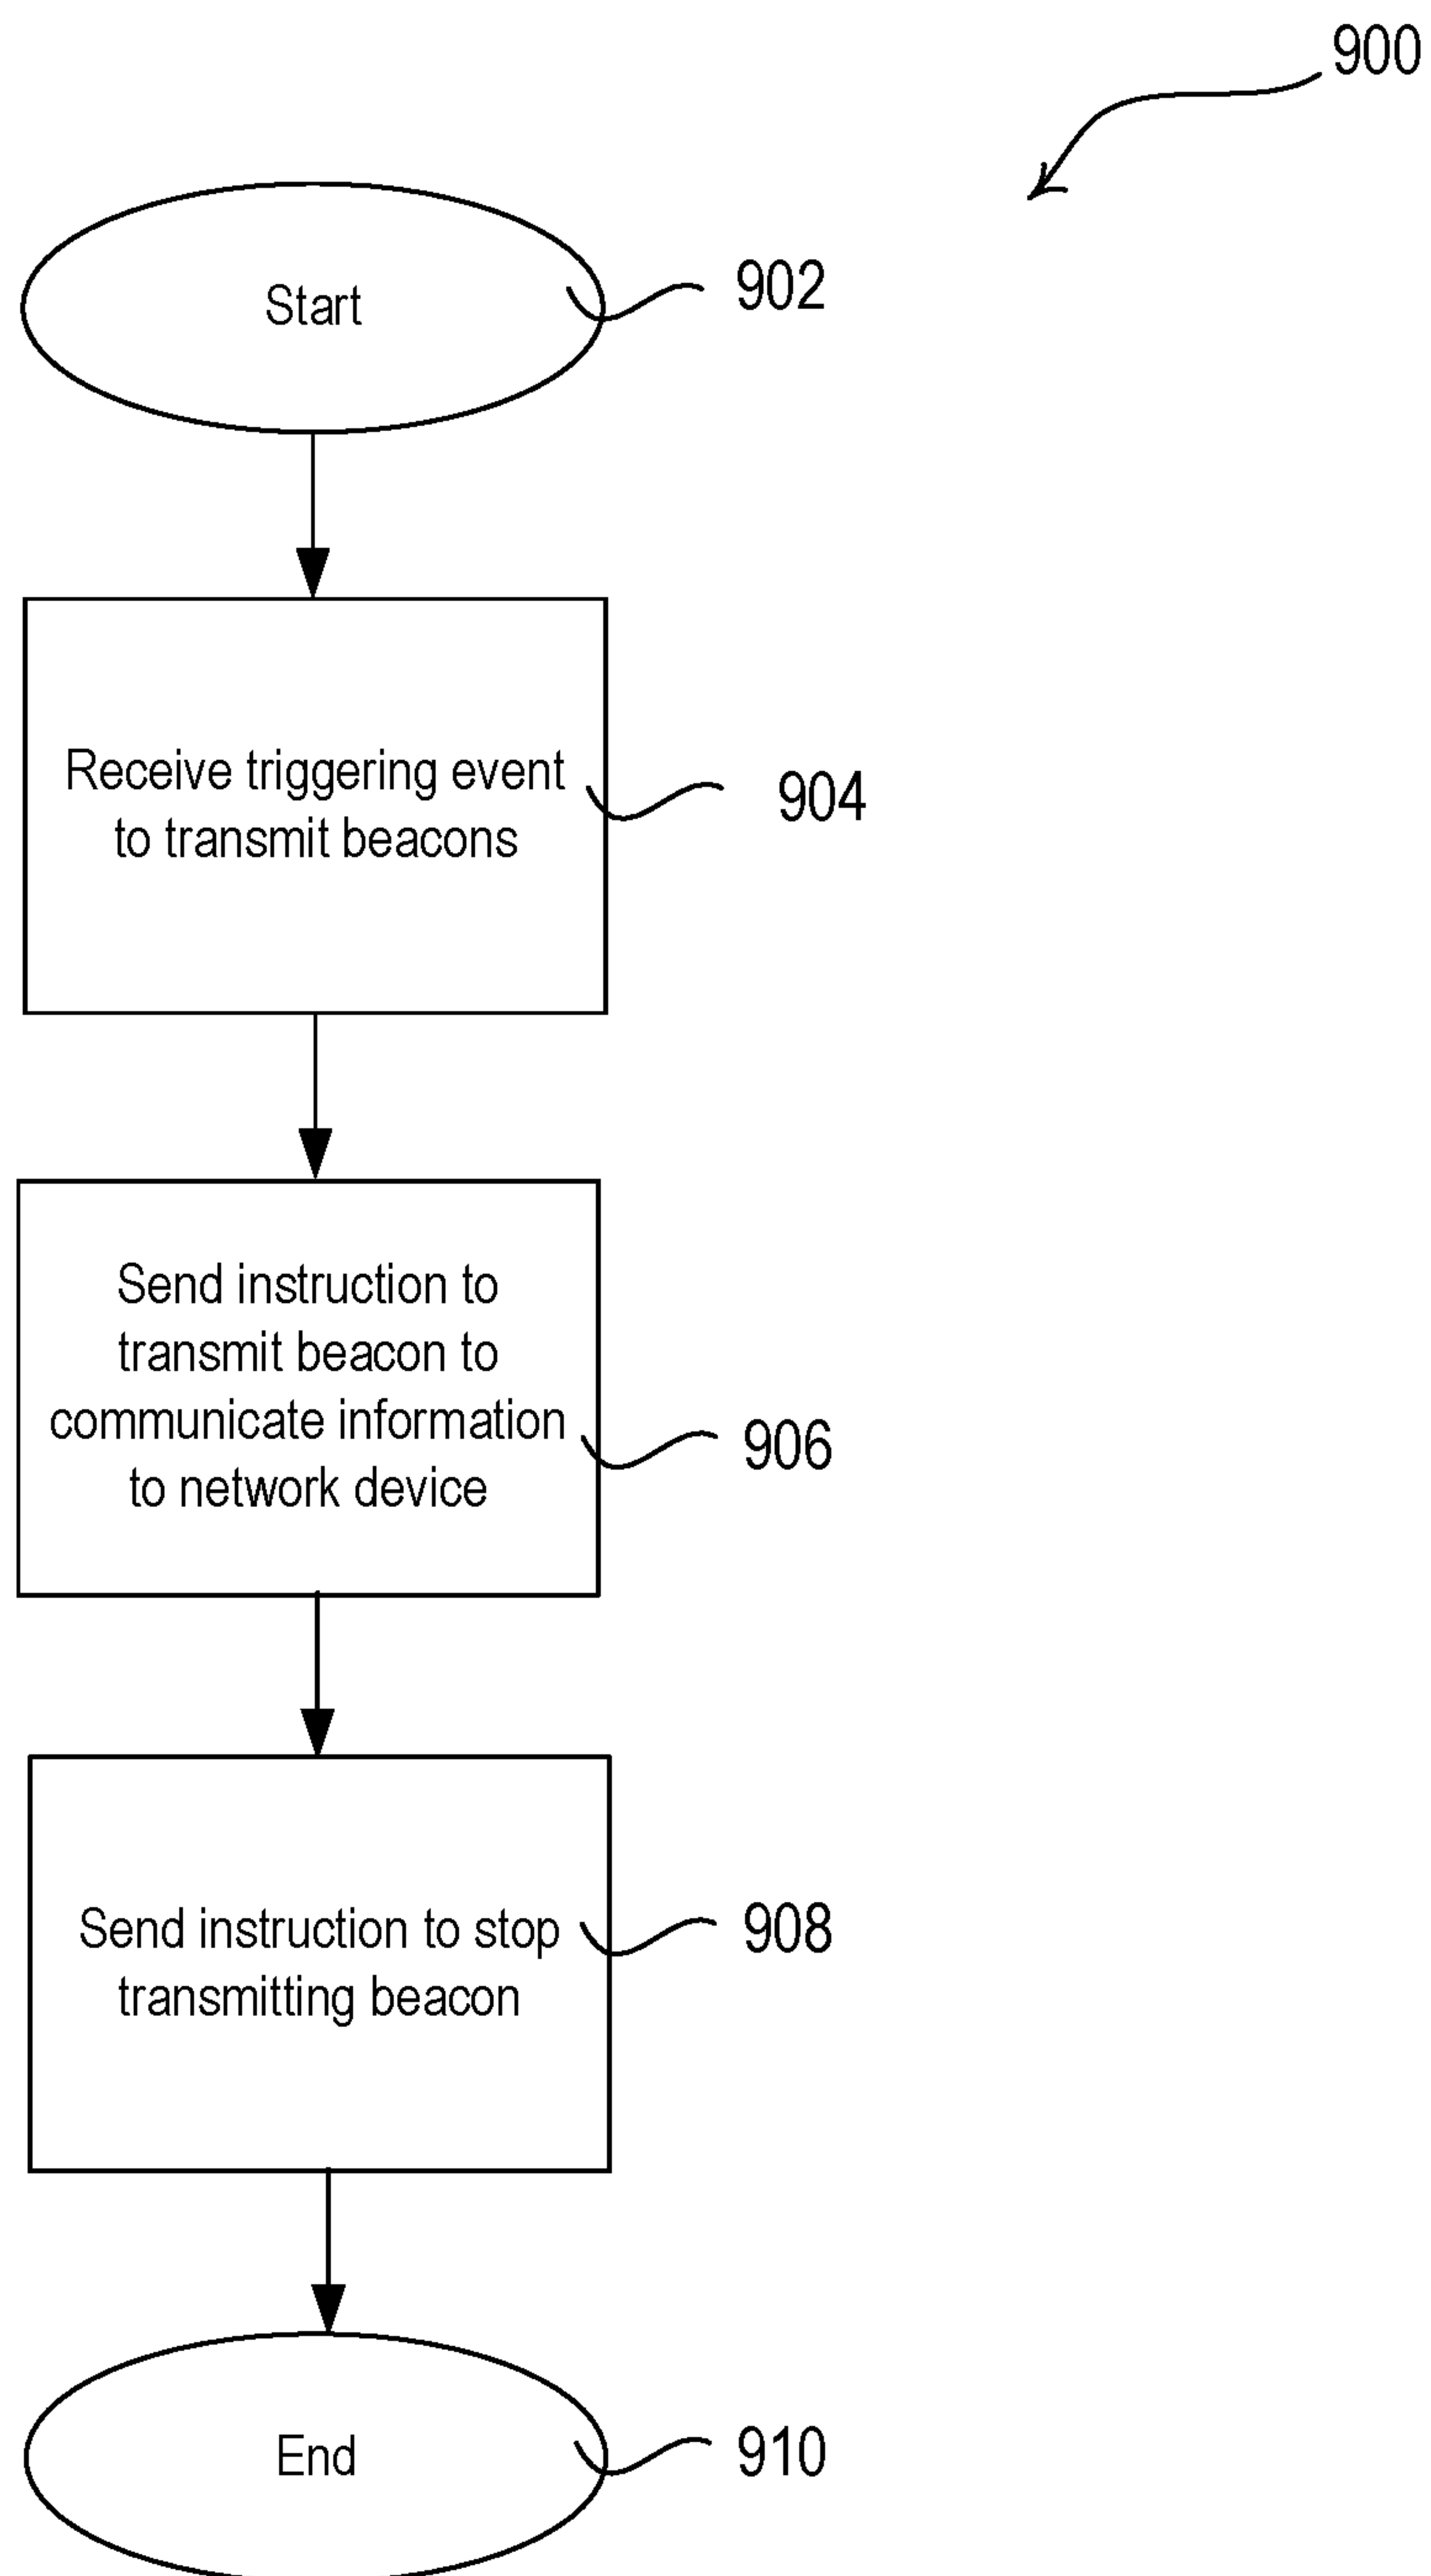 900
Start
902
Receive triggering event
to transmit beacons
904
Send instruction to
transmit beacon to
communicate information
to network device
906
Send instruction to stop
transmitting beacon
908
End
910